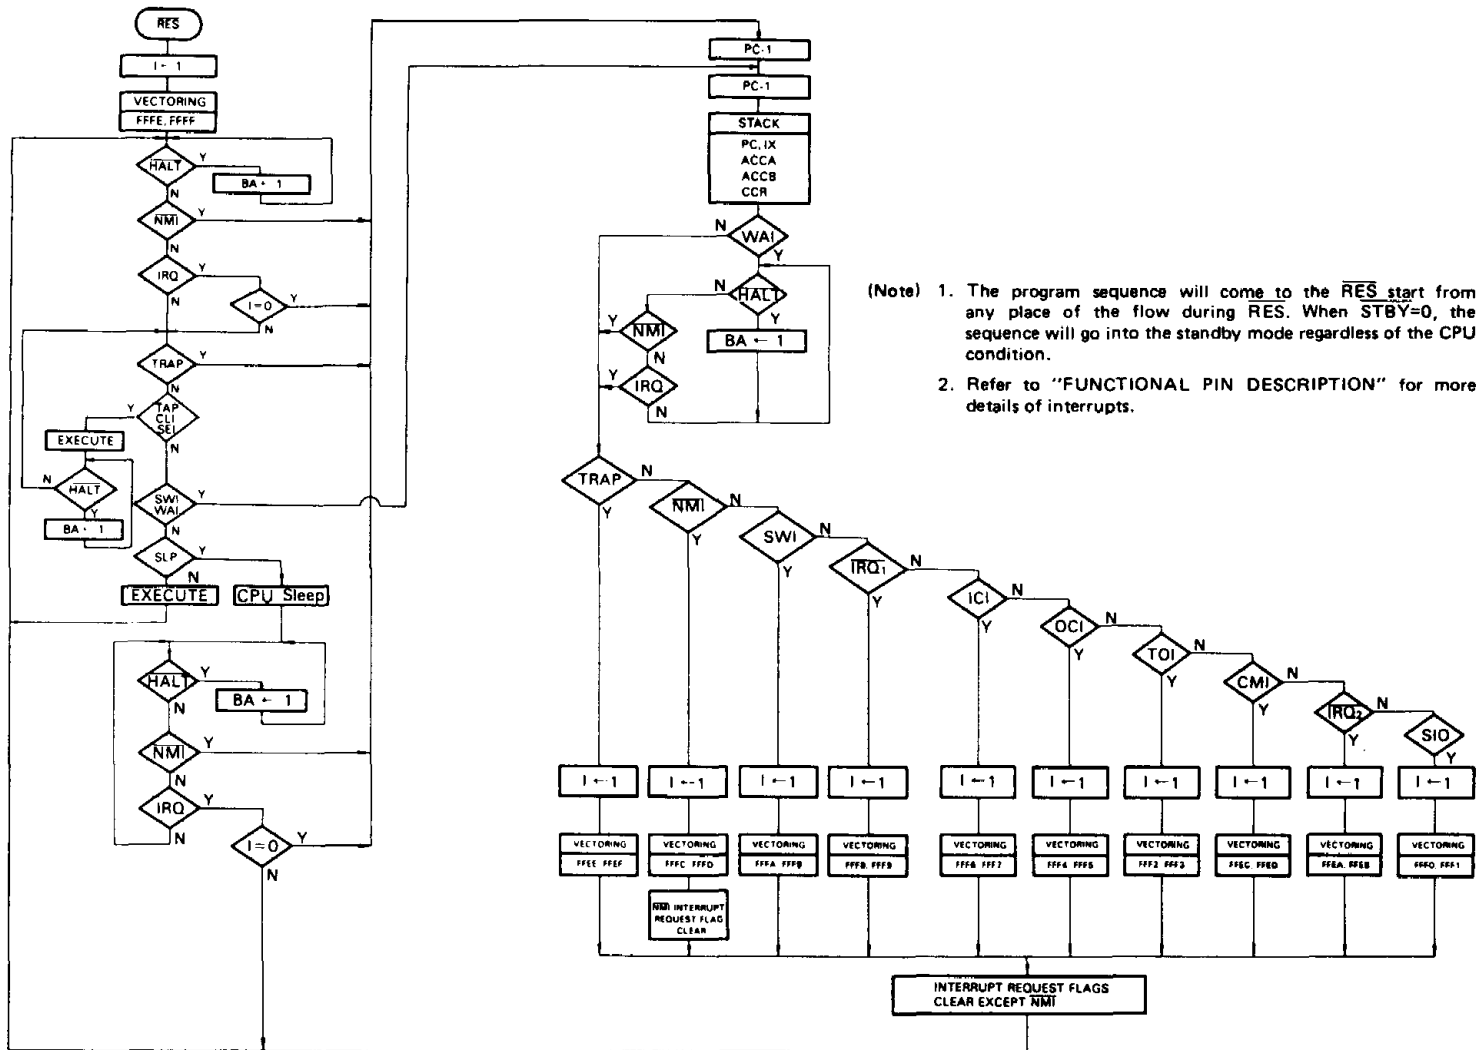 RES
I ← 1
VECTORING
FFFE, FFFF
HALT
Y
BA ← 1
N
NMI
Y
N
IRQ
Y
I=0
Y
N
N
TRAP
Y
N
Y
TAP
CLI
SEI
N
EXECUTE
N
HALT
Y
BA ← 1
SWI
WAI
Y
N
SLP
Y
N
EXECUTE
CPU Sleep
HALT
Y
BA ← 1
N
NMI
Y
N
IRQ
Y
N
I=0
Y
N
PC-1
PC-1
STACK
PC, IX
ACCA
ACCB
CCR
N
WAI
Y
N
HALT
Y
BA ← 1
Y
NMI
N
Y
IRQ
N
(Note) 1. The program sequence will come to the RES start from
any place of the flow during RES. When STBY=0, the
sequence will go into the standby mode regardless of the CPU
condition.
2. Refer to "FUNCTIONAL PIN DESCRIPTION" for more
details of interrupts.
TRAP
N
Y
NMI
N
Y
SWI
N
Y
IRQ1
N
Y
ICI
N
Y
OCI
N
Y
TOI
N
Y
CMI
N
Y
IRQ2
N
Y
SIO
Y
I ←1
I ←1
I ←1
I ←1
I ←1
I ←1
I ←1
I ←1
I ←1
I ←1
VECTORING
FFEE FFEF
VECTORING
FFFC FFFD
VECTORING
FFFA FFFB
VECTORING
FFF8, FFF9
VECTORING
FFF6 FFF7
VECTORING
FFF4 FFF5
VECTORING
FFF2 FFF3
VECTORING
FFEC FFED
VECTORING
FFEA, FFEB
VECTORING
FFF0, FFF1
NMI INTERRUPT
REQUEST FLAG
CLEAR
INTERRUPT REQUEST FLAGS
CLEAR EXCEPT NMI